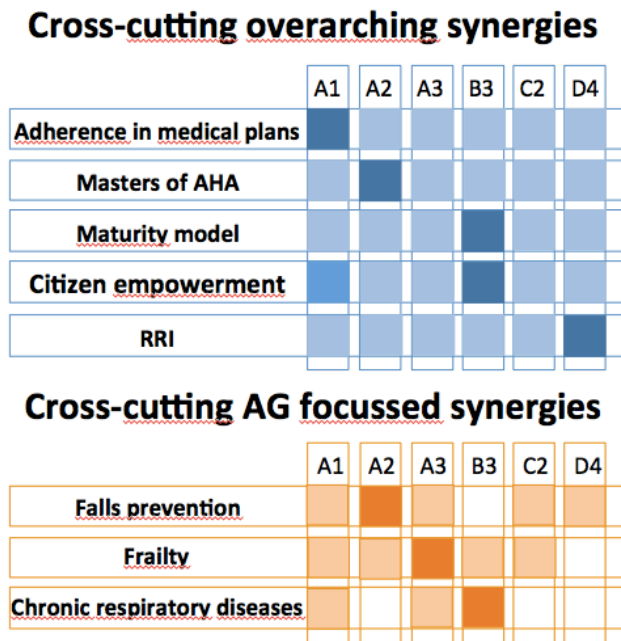 Cross-cutting overarching synergies
A1 A2 A3 B3 C2 D4
Adherence in medical plans
Masters of AHA
Maturity model
Citizen empowerment
RRI
Cross-cutting AG focussed synergies
A1 A2 A3 B3 C2 D4
Falls prevention
Frailty
Chronic respiratory diseases